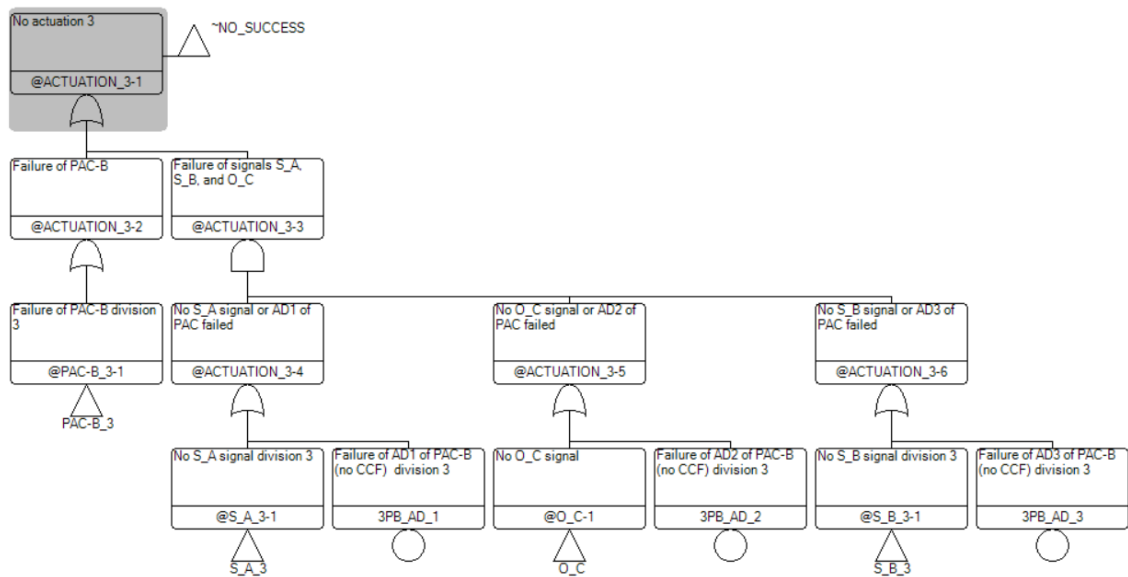 No actuation 3
@ACTUATION_3-1
~NO_SUCCESS
Failure of PAC-B
@ACTUATION_3-2
Failure of signals S_A,
S_B, and O_C
@ACTUATION_3-3
Failure of PAC-B division
3
@PAC-B_3-1
PAC-B_3
No S_A signal or AD1 of
PAC failed
@ACTUATION_3-4
No O_C signal or AD2 of
PAC failed
@ACTUATION_3-5
No S_B signal or AD3 of
PAC failed
@ACTUATION_3-6
No S_A signal division 3
@S_A_3-1
S_A_3
Failure of AD1 of PAC-B
(no CCF) division 3
3PB_AD_1
No O_C signal
@O_C-1
O_C
Failure of AD2 of PAC-B
(no CCF) division 3
3PB_AD_2
No S_B signal division 3
@S_B_3-1
S_B_3
Failure of AD3 of PAC-B
(no CCF) division 3
3PB_AD_3